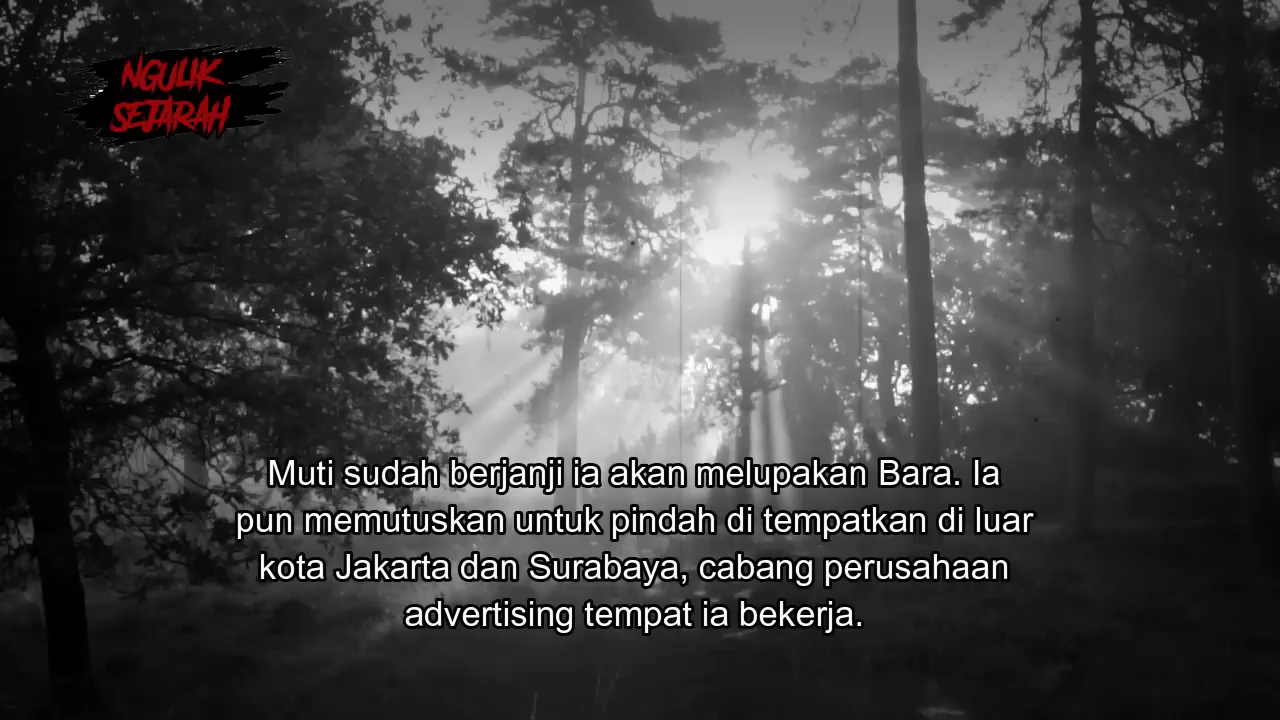 NGULIK
SEJARAH
Muti sudah berjanji ia akan melupakan Bara. Ia
pun memutuskan untuk pindah di tempatkan di luar
kota Jakarta dan Surabaya, cabang perusahaan
advertising tempat ia bekerja.